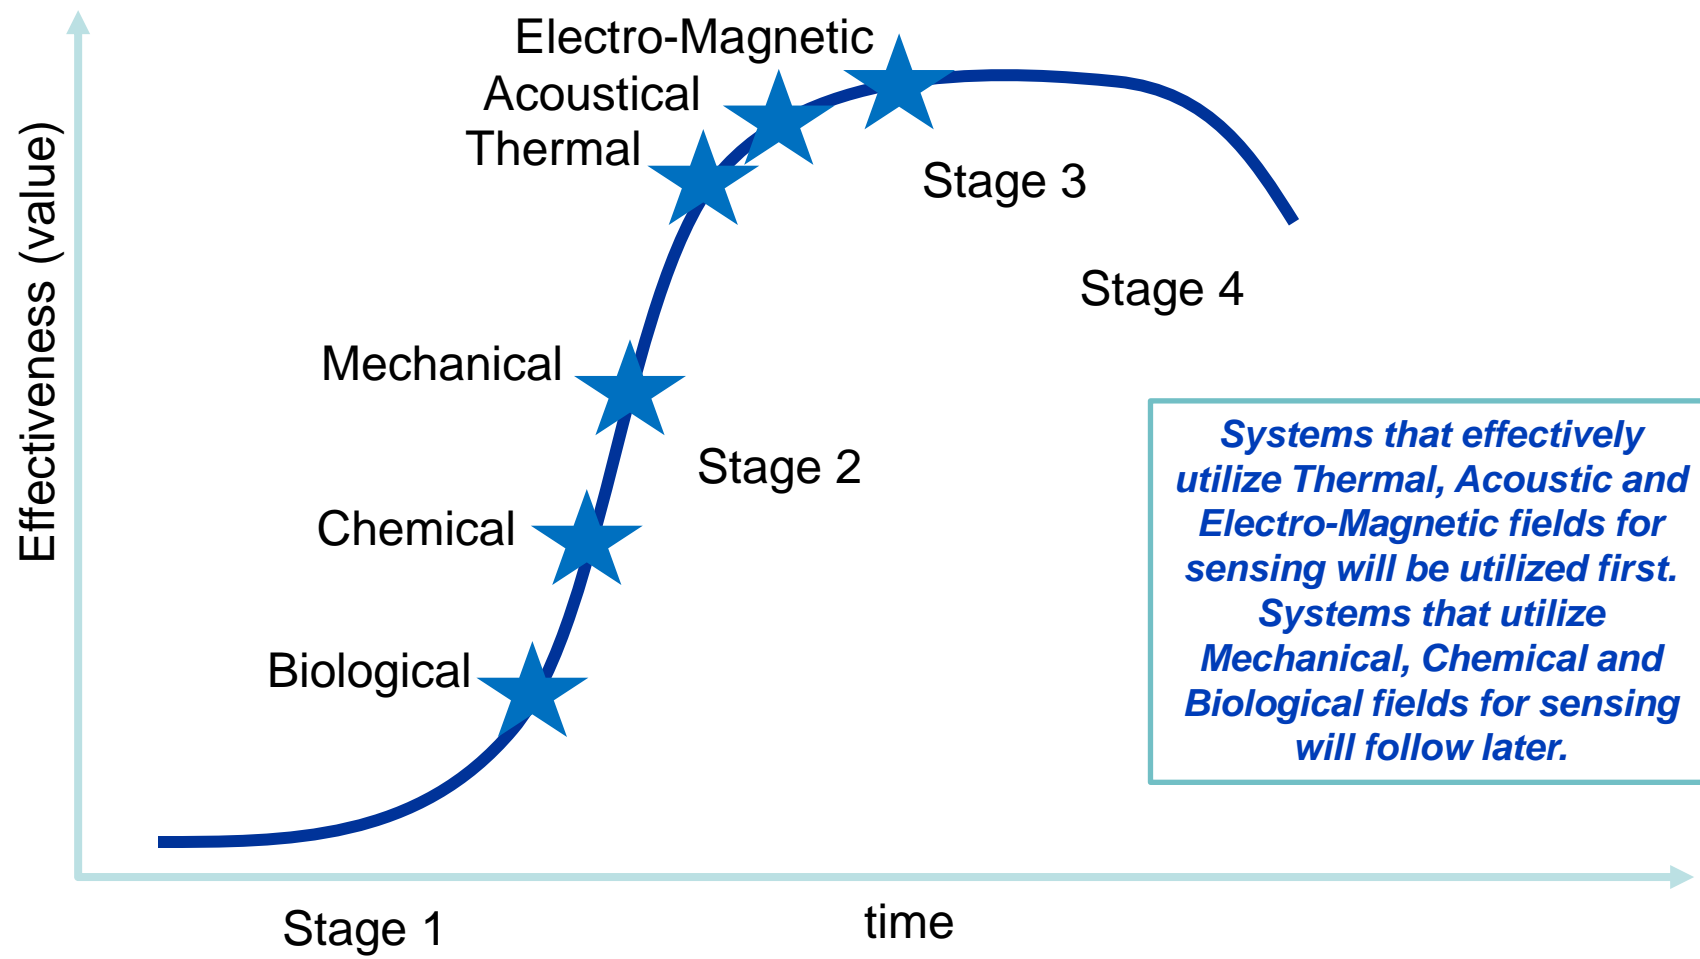 Electro-Magnetic
Acoustical
Thermal
Stage 3
Stage 4
Mechanical
Stage 2
Chemical
Biological
Effectiveness (value)
Systems that effectively
utilize Thermal, Acoustic and
Electro-Magnetic fields for
sensing will be utilized first.
Systems that utilize
Mechanical, Chemical and
Biological fields for sensing
will follow later.
Stage 1
time